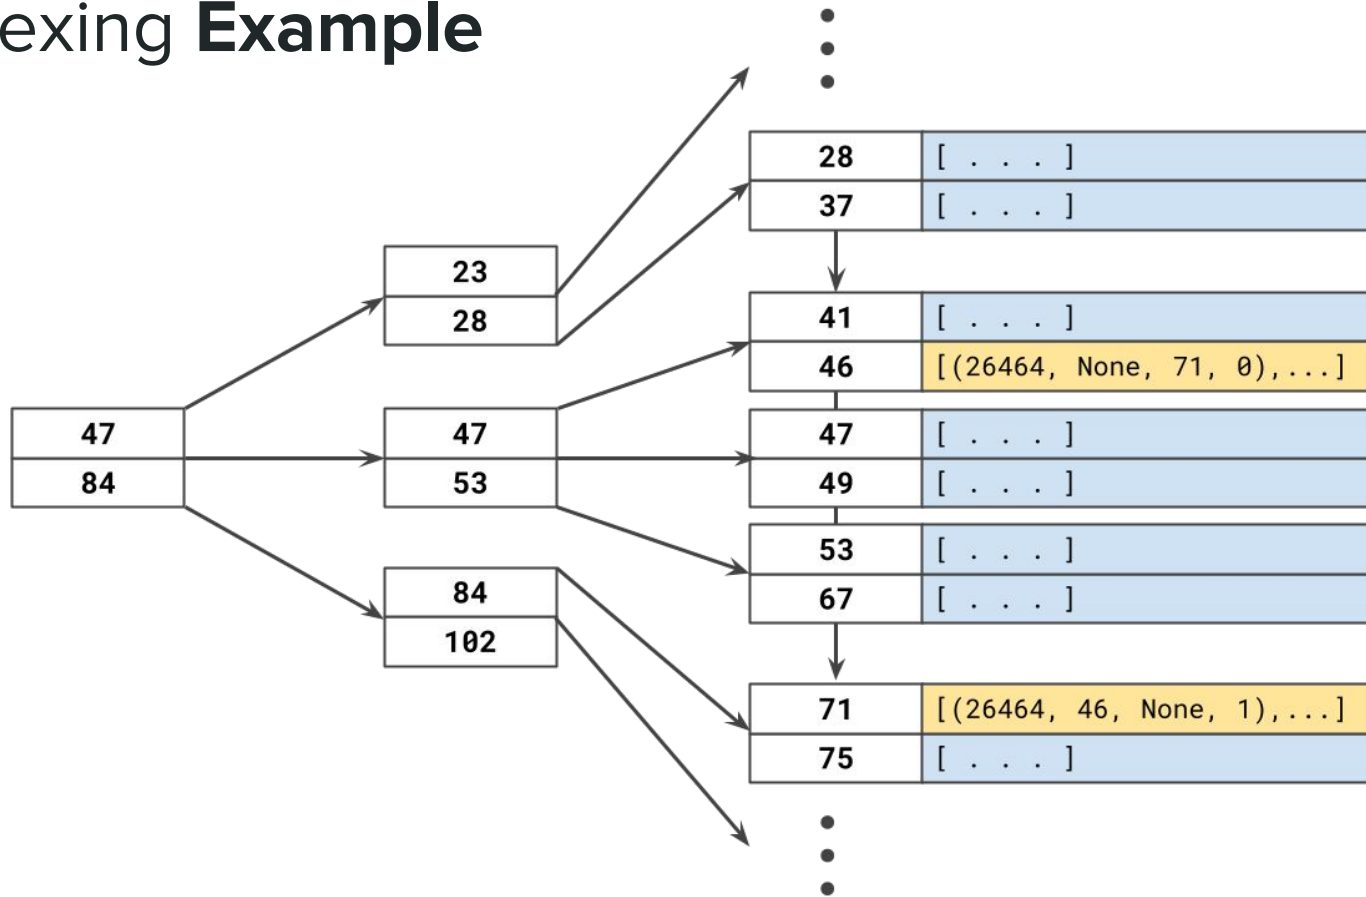 exing Example
28 [ . . . ]
37 [ . . . ]
23
28
41 [ . . . ]
46 [(26464, None, 71, 0),...]
47
84
47
53
47 [ . . . ]
49 [ . . . ]
53 [ . . . ]
67 [ . . . ]
84
102
71 [(26464, 46, None, 1),...]
75 [ . . . ]